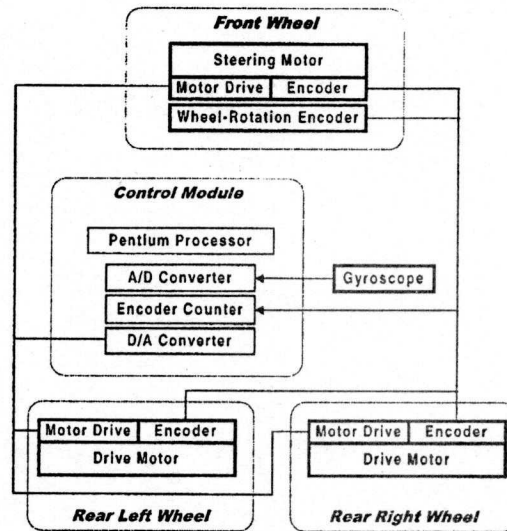 Front Wheel
Steering Motor
Motor Drive Encoder
Wheel-Rotation Encoder
Control Module
Pentium Processor
A/D Converter
Gyroscope
Encoder Counter
D/A Converter
Motor Drive Encoder
Drive Motor
Rear Left Wheel
Motor Drive Encoder
Drive Motor
Rear Right Wheel